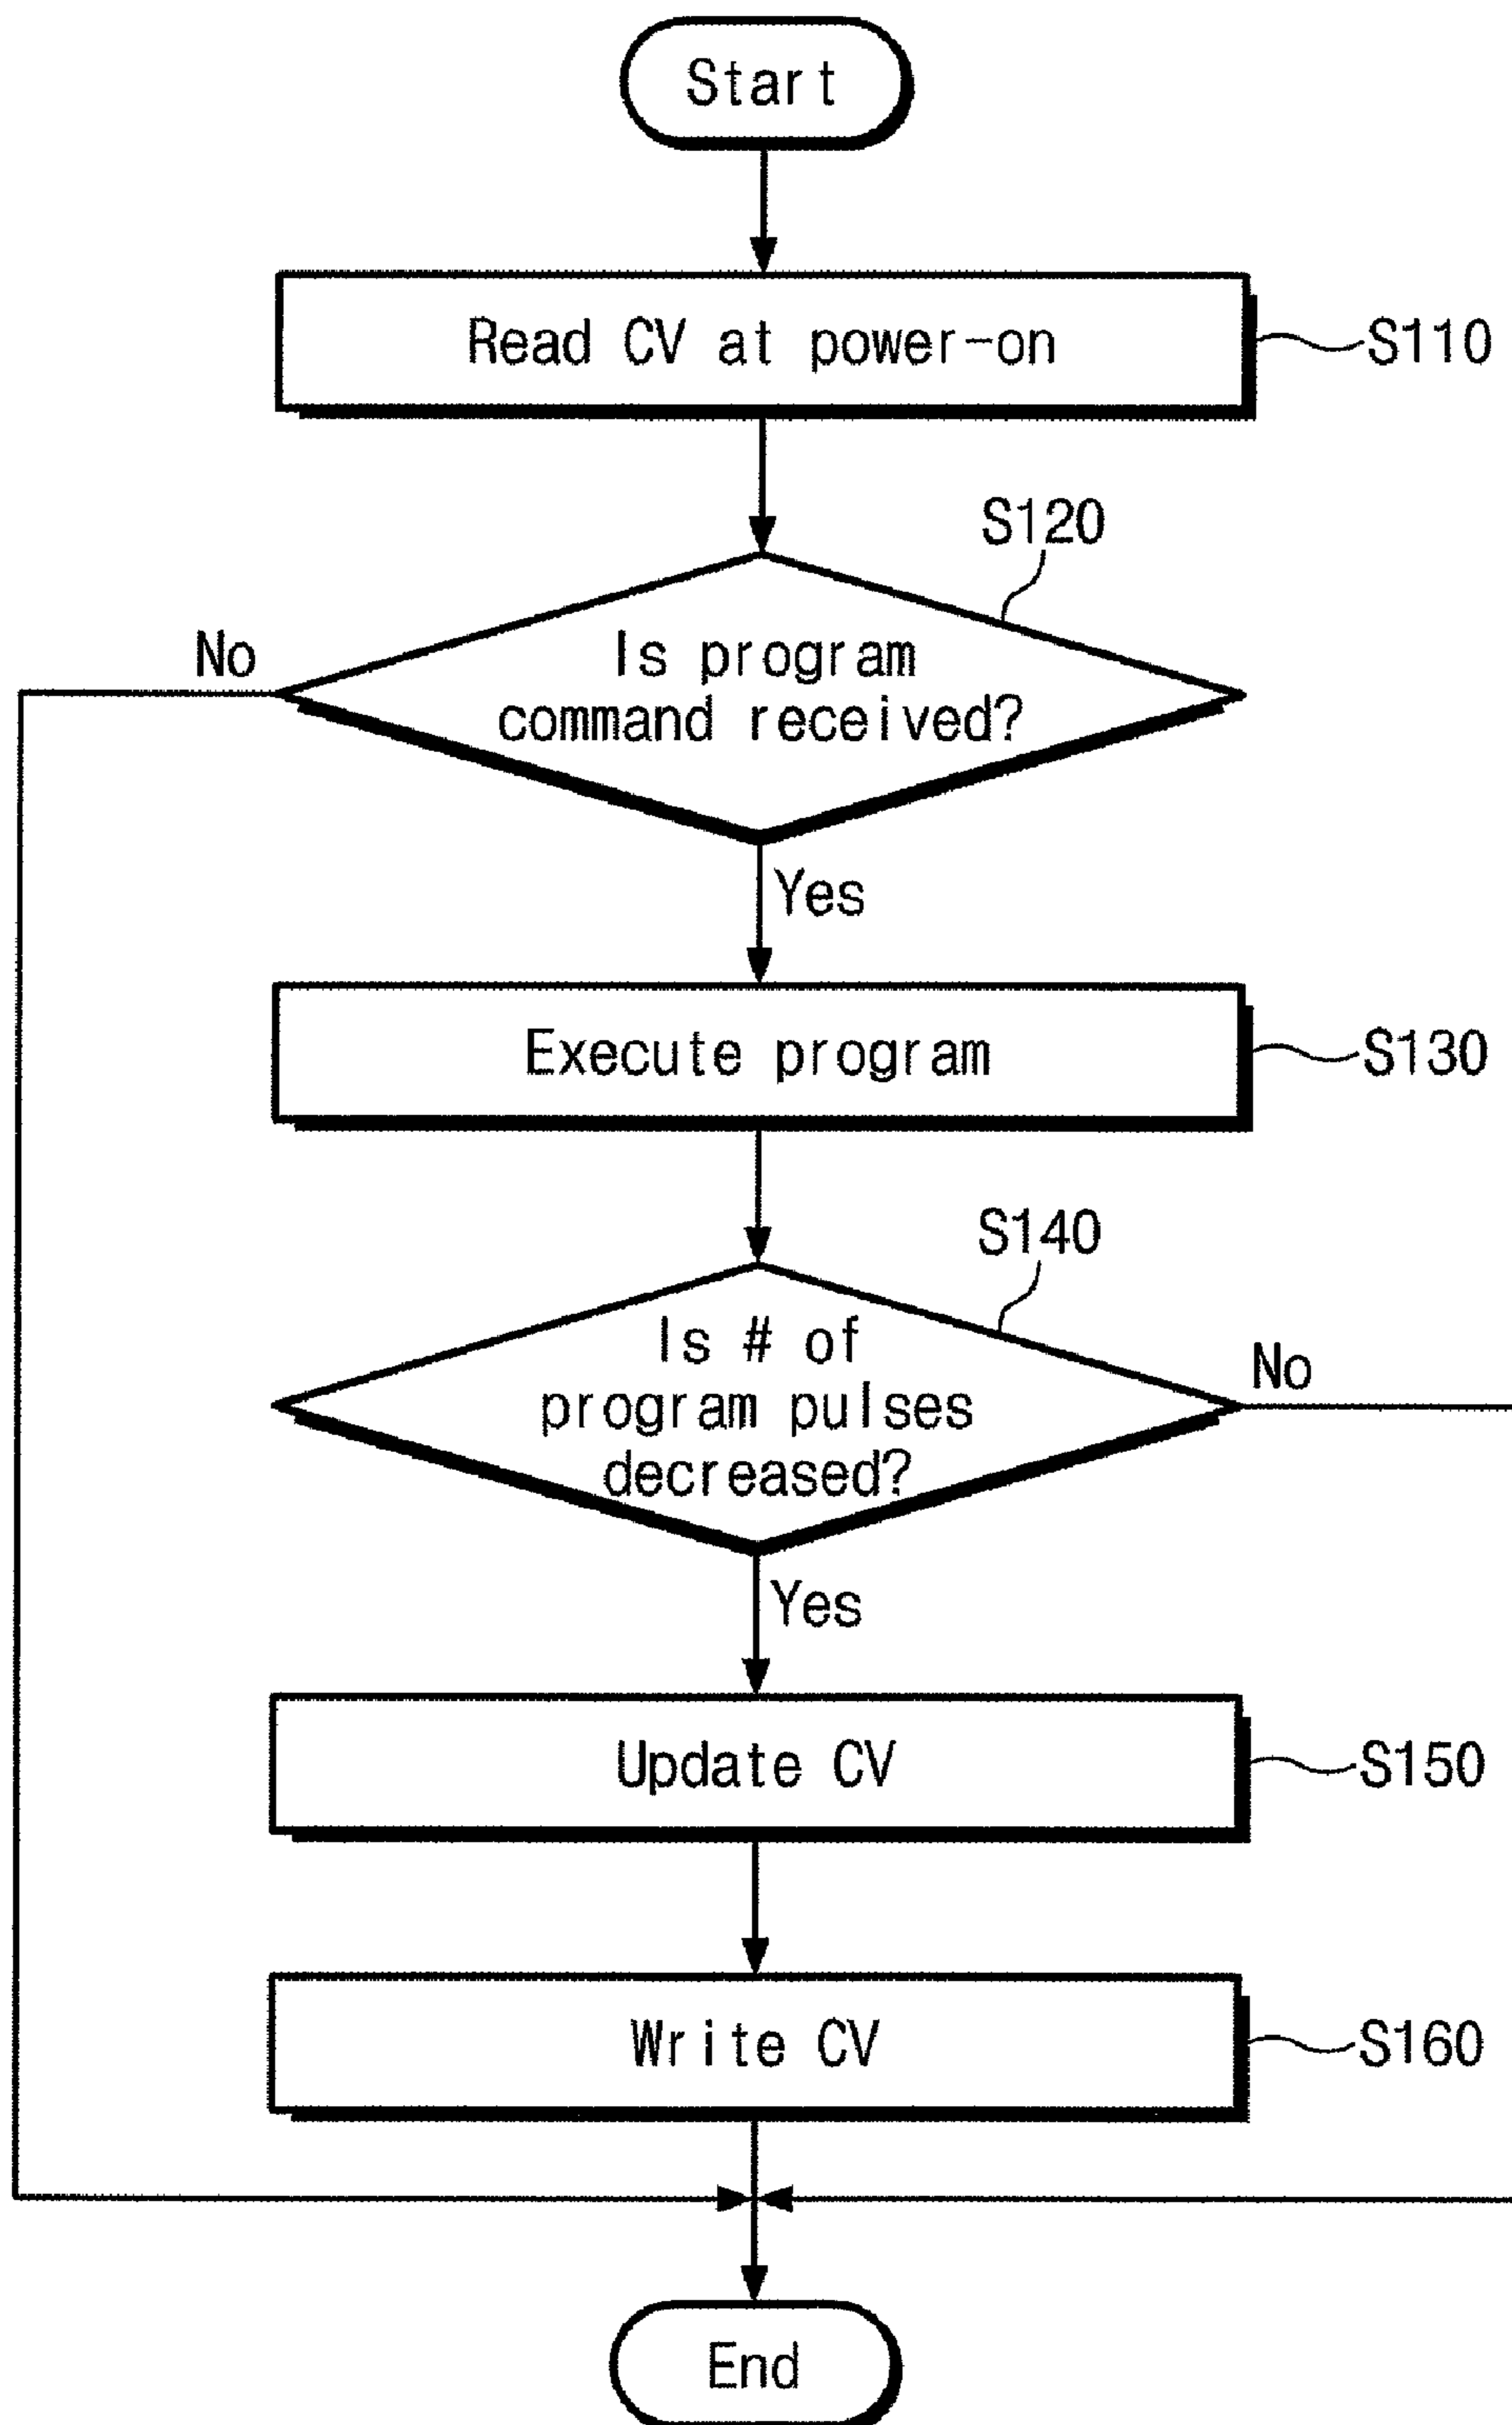 Start
Read CV at power-on
S110
S120
No
Is program
command received?
Yes
Execute program
S130
S140
Is # of
program pulses
decreased?
No
Yes
Update CV
S150
Write CV
S160
End